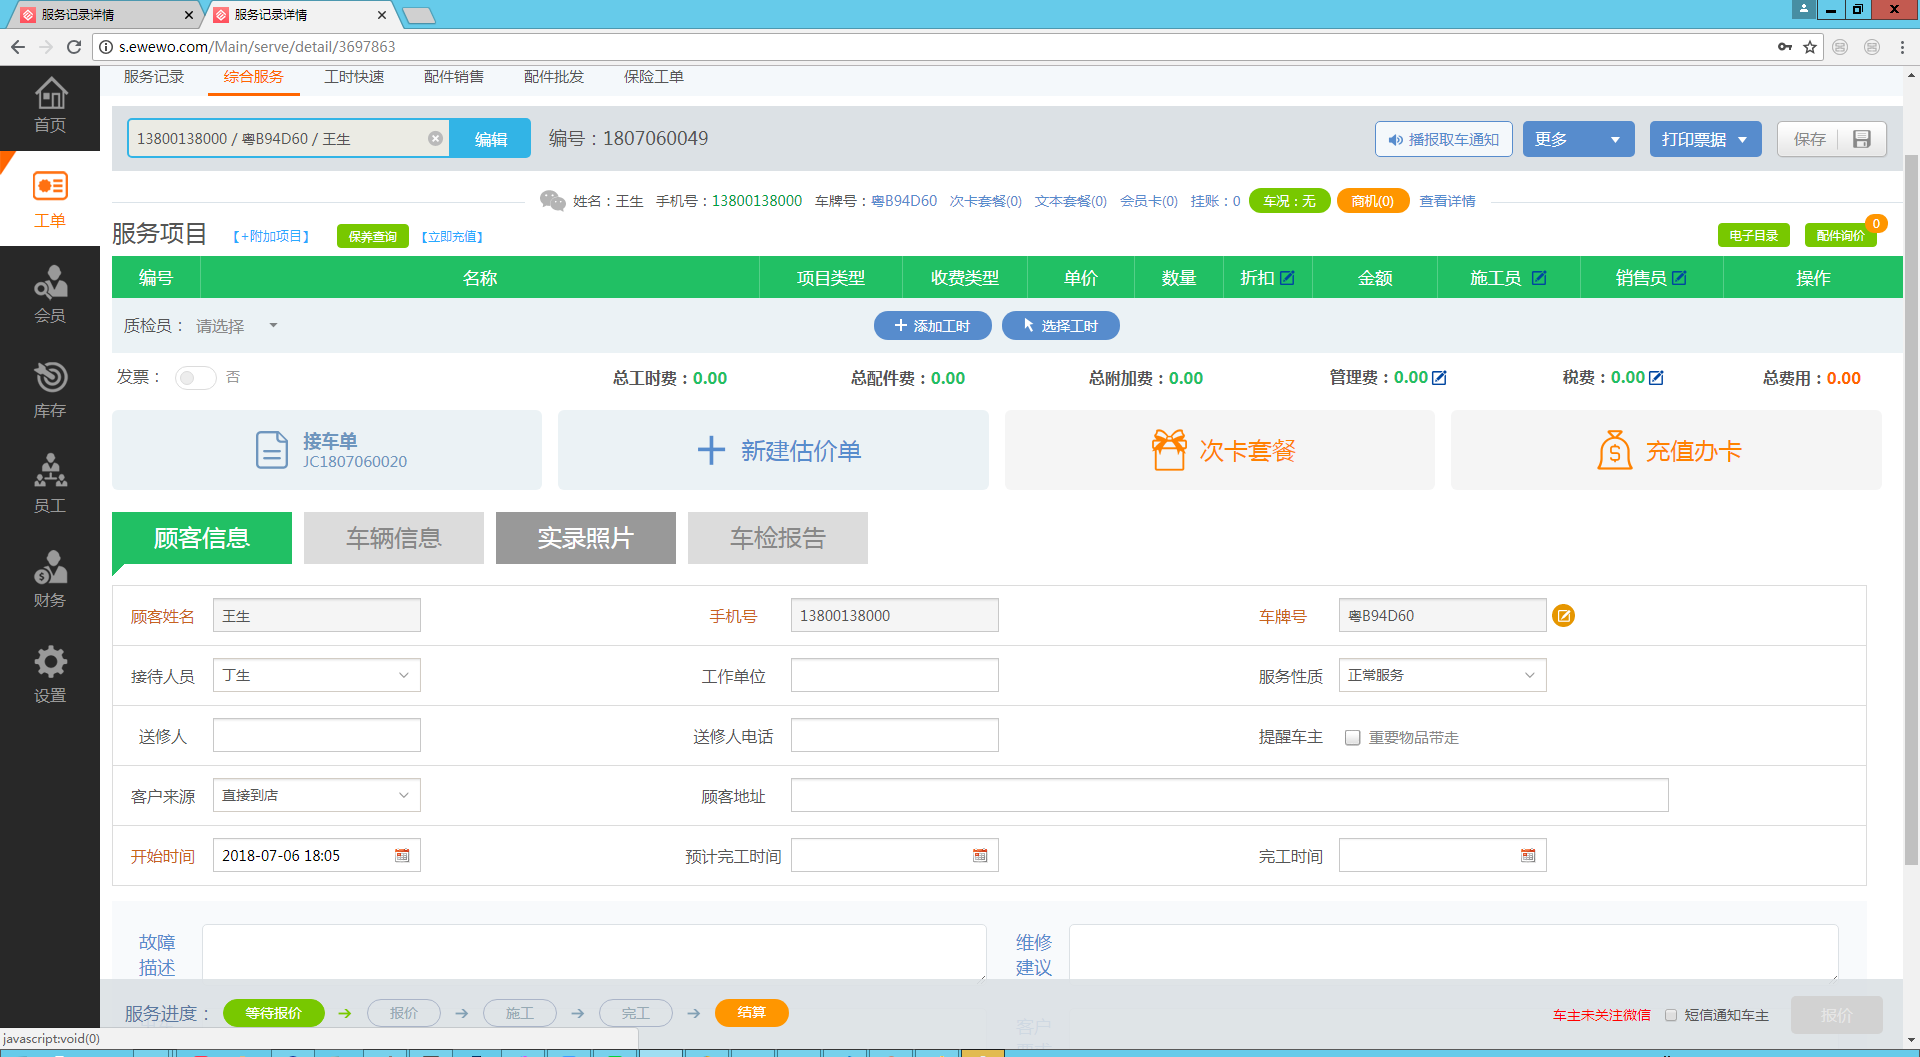 服务记录详情
服务记录详情
s.ewewo.com/Main/serve/detail/3697863
服务记录 综合服务 工时快速 配件销售 配件批发 保险工单
首页
工单
会员
库存
员工
财务
设置
13800138000 / 粤B94D60 / 王生 编辑 编号：1807060049 播报取车通知 更多 打印票据 保存
姓名：王生 手机号：13800138000 车牌号：粤B94D60 次卡套餐(0) 文本套餐(0) 会员卡(0) 挂账：0 车况：无 商机(0) 查看详情
服务项目 【+附加项目】 保养查询 【立即充值】 电子目录 配件询价 0
编号 名称 项目类型 收费类型 单价 数量 折扣 金额 施工员 销售员 操作
质检员： 请选择 添加工时 选择工时
发票： 否 总工时费：0.00 总配件费：0.00 总附加费：0.00 管理费：0.00 税费：0.00 总费用：0.00
接车单
JC1807060020
新建估价单 次卡套餐 充值办卡
顾客信息 车辆信息 实录照片 车检报告
顾客姓名 王生 手机号 13800138000 车牌号 粤B94D60
接待人员 丁生 工作单位 服务性质 正常服务
送修人 送修人电话 提醒车主 重要物品带走
客户来源 直接到店 顾客地址
开始时间 2018-07-06 18:05 预计完工时间 完工时间
故障
描述
维修
建议
服务进度： 等待报价 报价 施工 完工 结算 车主未关注微信 短信通知车主 报价
客户
javascript:void(0)